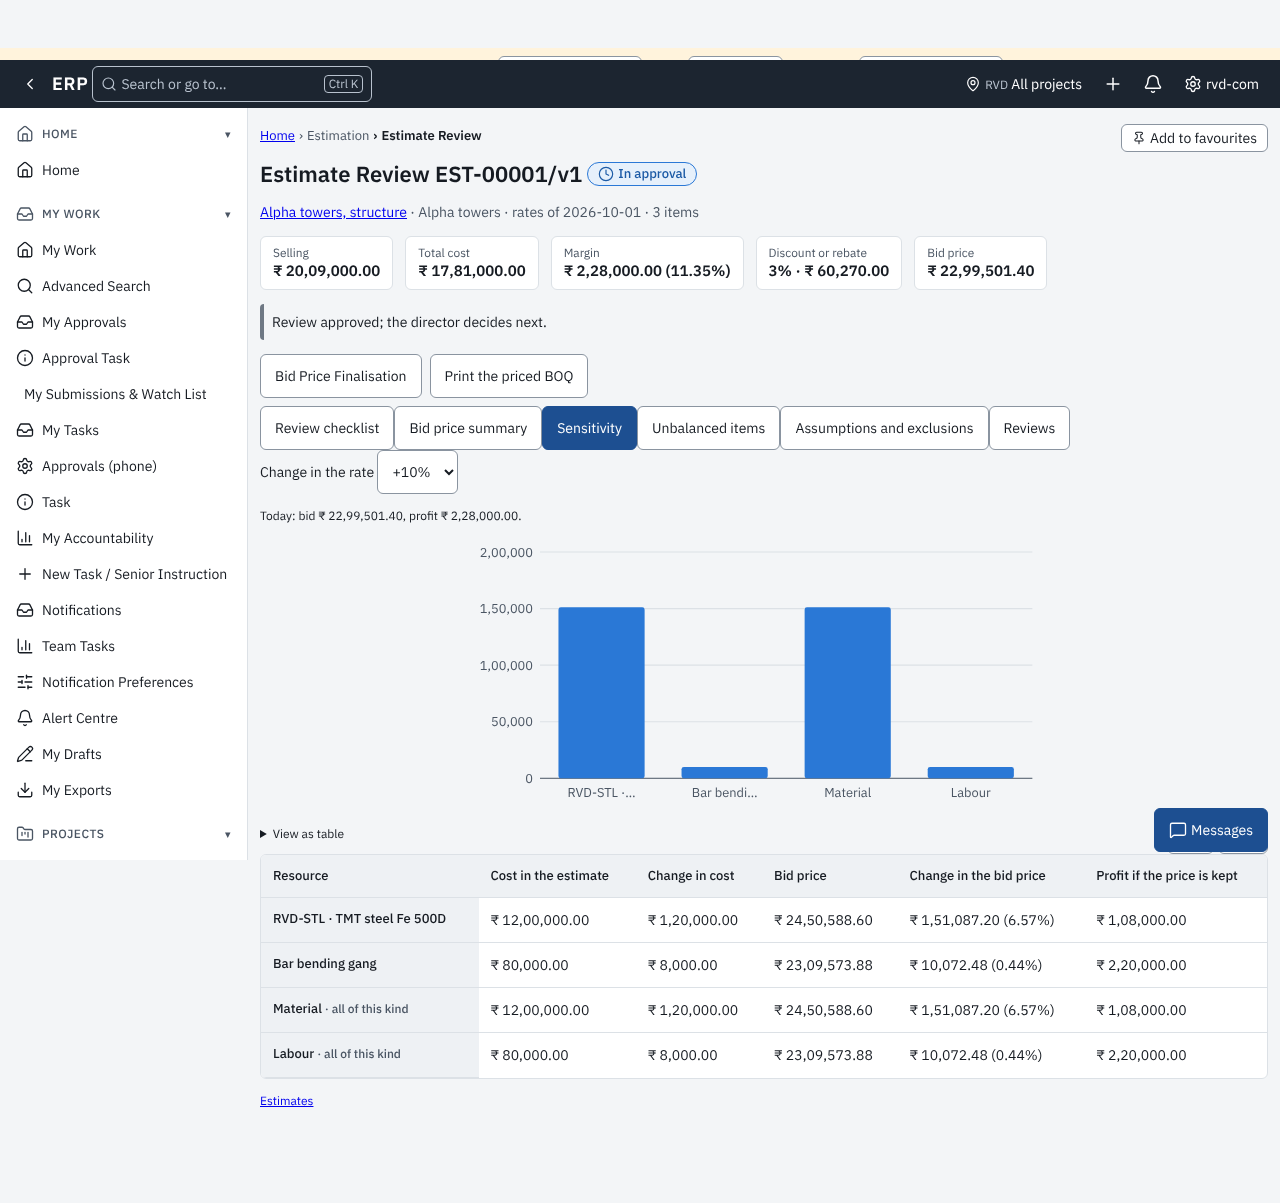 ERP
Search or go to...
Ctrl K
RVD All projects
rvd-com
HOME
Home
MY WORK
My Work
Advanced Search
My Approvals
Approval Task
My Submissions & Watch List
My Tasks
Approvals (phone)
Task
My Accountability
New Task / Senior Instruction
Notifications
Team Tasks
Notification Preferences
Alert Centre
My Drafts
My Exports
PROJECTS
Home › Estimation › Estimate Review
Add to favourites
Estimate Review EST-00001/v1
In approval
Alpha towers, structure · Alpha towers · rates of 2026-10-01 · 3 items
Selling
₹ 20,09,000.00
Total cost
₹ 17,81,000.00
Margin
₹ 2,28,000.00 (11.35%)
Discount or rebate
3% · ₹ 60,270.00
Bid price
₹ 22,99,501.40
Review approved; the director decides next.
Bid Price Finalisation
Print the priced BOQ
Review checklist
Bid price summary
Sensitivity
Unbalanced items
Assumptions and exclusions
Reviews
Change in the rate
+10%
Today: bid ₹ 22,99,501.40, profit ₹ 2,28,000.00.
2,00,000
1,50,000
1,00,000
50,000
0
RVD-STL ·...
Bar bendi...
Material
Labour
View as table
Messages
Resource Cost in the estimate Change in cost Bid price Change in the bid price Profit if the price is kept
RVD-STL · TMT steel Fe 500D ₹ 12,00,000.00 ₹ 1,20,000.00 ₹ 24,50,588.60 ₹ 1,51,087.20 (6.57%) ₹ 1,08,000.00
Bar bending gang ₹ 80,000.00 ₹ 8,000.00 ₹ 23,09,573.88 ₹ 10,072.48 (0.44%) ₹ 2,20,000.00
Material · all of this kind ₹ 12,00,000.00 ₹ 1,20,000.00 ₹ 24,50,588.60 ₹ 1,51,087.20 (6.57%) ₹ 1,08,000.00
Labour · all of this kind ₹ 80,000.00 ₹ 8,000.00 ₹ 23,09,573.88 ₹ 10,072.48 (0.44%) ₹ 2,20,000.00
Estimates